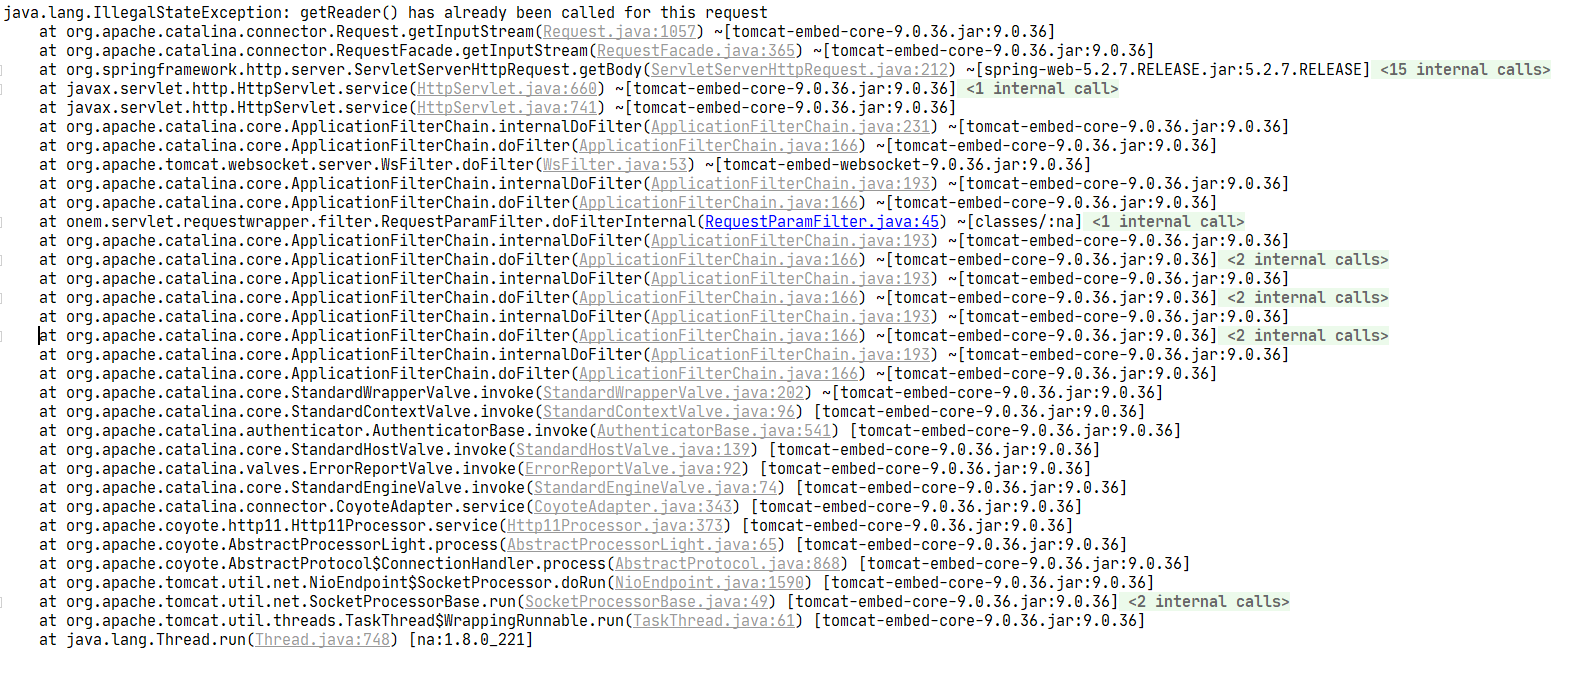 java.lang.IllegalStateException: getReader() has already been called for this request
at org.apache.catalina.connector.Request.getInputStream(Request.java:1057) ~[tomcat-embed-core-9.0.36.jar:9.0.36]
at org.apache.catalina.connector.RequestFacade.getInputStream(RequestFacade.java:365) ~[tomcat-embed-core-9.0.36.jar:9.0.36]
at org.springframework.http.server.ServletServerHttpRequest.getBody(ServletServerHttpRequest.java:212) ~[spring-web-5.2.7.RELEASE.jar:5.2.7.RELEASE] <15 internal calls>
at javax.servlet.http.HttpServlet.service(HttpServlet.java:660) ~[tomcat-embed-core-9.0.36.jar:9.0.36] <1 internal call>
at javax.servlet.http.HttpServlet.service(HttpServlet.java:741) ~[tomcat-embed-core-9.0.36.jar:9.0.36]
at org.apache.catalina.core.ApplicationFilterChain.internalDoFilter(ApplicationFilterChain.java:231) ~[tomcat-embed-core-9.0.36.jar:9.0.36]
at org.apache.catalina.core.ApplicationFilterChain.doFilter(ApplicationFilterChain.java:166) ~[tomcat-embed-core-9.0.36.jar:9.0.36]
at org.apache.tomcat.websocket.server.WsFilter.doFilter(WsFilter.java:53) ~[tomcat-embed-websocket-9.0.36.jar:9.0.36]
at org.apache.catalina.core.ApplicationFilterChain.internalDoFilter(ApplicationFilterChain.java:193) ~[tomcat-embed-core-9.0.36.jar:9.0.36]
at org.apache.catalina.core.ApplicationFilterChain.doFilter(ApplicationFilterChain.java:166) ~[tomcat-embed-core-9.0.36.jar:9.0.36]
at onem.servlet.requestwrapper.filter.RequestParamFilter.doFilterInternal(RequestParamFilter.java:45) ~[classes/:na] <1 internal call>
at org.apache.catalina.core.ApplicationFilterChain.internalDoFilter(ApplicationFilterChain.java:193) ~[tomcat-embed-core-9.0.36.jar:9.0.36]
at org.apache.catalina.core.ApplicationFilterChain.doFilter(ApplicationFilterChain.java:166) ~[tomcat-embed-core-9.0.36.jar:9.0.36] <2 internal calls>
at org.apache.catalina.core.ApplicationFilterChain.internalDoFilter(ApplicationFilterChain.java:193) ~[tomcat-embed-core-9.0.36.jar:9.0.36]
at org.apache.catalina.core.ApplicationFilterChain.doFilter(ApplicationFilterChain.java:166) ~[tomcat-embed-core-9.0.36.jar:9.0.36] <2 internal calls>
at org.apache.catalina.core.ApplicationFilterChain.internalDoFilter(ApplicationFilterChain.java:193) ~[tomcat-embed-core-9.0.36.jar:9.0.36]
at org.apache.catalina.core.ApplicationFilterChain.doFilter(ApplicationFilterChain.java:166) ~[tomcat-embed-core-9.0.36.jar:9.0.36] <2 internal calls>
at org.apache.catalina.core.ApplicationFilterChain.internalDoFilter(ApplicationFilterChain.java:193) ~[tomcat-embed-core-9.0.36.jar:9.0.36]
at org.apache.catalina.core.ApplicationFilterChain.doFilter(ApplicationFilterChain.java:166) ~[tomcat-embed-core-9.0.36.jar:9.0.36]
at org.apache.catalina.core.StandardWrapperValve.invoke(StandardWrapperValve.java:202) ~[tomcat-embed-core-9.0.36.jar:9.0.36]
at org.apache.catalina.core.StandardContextValve.invoke(StandardContextValve.java:96) [tomcat-embed-core-9.0.36.jar:9.0.36]
at org.apache.catalina.authenticator.AuthenticatorBase.invoke(AuthenticatorBase.java:541) [tomcat-embed-core-9.0.36.jar:9.0.36]
at org.apache.catalina.core.StandardHostValve.invoke(StandardHostValve.java:139) [tomcat-embed-core-9.0.36.jar:9.0.36]
at org.apache.catalina.valves.ErrorReportValve.invoke(ErrorReportValve.java:92) [tomcat-embed-core-9.0.36.jar:9.0.36]
at org.apache.catalina.core.StandardEngineValve.invoke(StandardEngineValve.java:74) [tomcat-embed-core-9.0.36.jar:9.0.36]
at org.apache.catalina.connector.CoyoteAdapter.service(CoyoteAdapter.java:343) [tomcat-embed-core-9.0.36.jar:9.0.36]
at org.apache.coyote.http11.Http11Processor.service(Http11Processor.java:373) [tomcat-embed-core-9.0.36.jar:9.0.36]
at org.apache.coyote.AbstractProcessorLight.process(AbstractProcessorLight.java:65) [tomcat-embed-core-9.0.36.jar:9.0.36]
at org.apache.coyote.AbstractProtocol$ConnectionHandler.process(AbstractProtocol.java:868) [tomcat-embed-core-9.0.36.jar:9.0.36]
at org.apache.tomcat.util.net.NioEndpoint$SocketProcessor.doRun(NioEndpoint.java:1590) [tomcat-embed-core-9.0.36.jar:9.0.36]
at org.apache.tomcat.util.net.SocketProcessorBase.run(SocketProcessorBase.java:49) [tomcat-embed-core-9.0.36.jar:9.0.36] <2 internal calls>
at org.apache.tomcat.util.threads.TaskThread$WrappingRunnable.run(TaskThread.java:61) [tomcat-embed-core-9.0.36.jar:9.0.36]
at java.lang.Thread.run(Thread.java:748) [na:1.8.0_221]